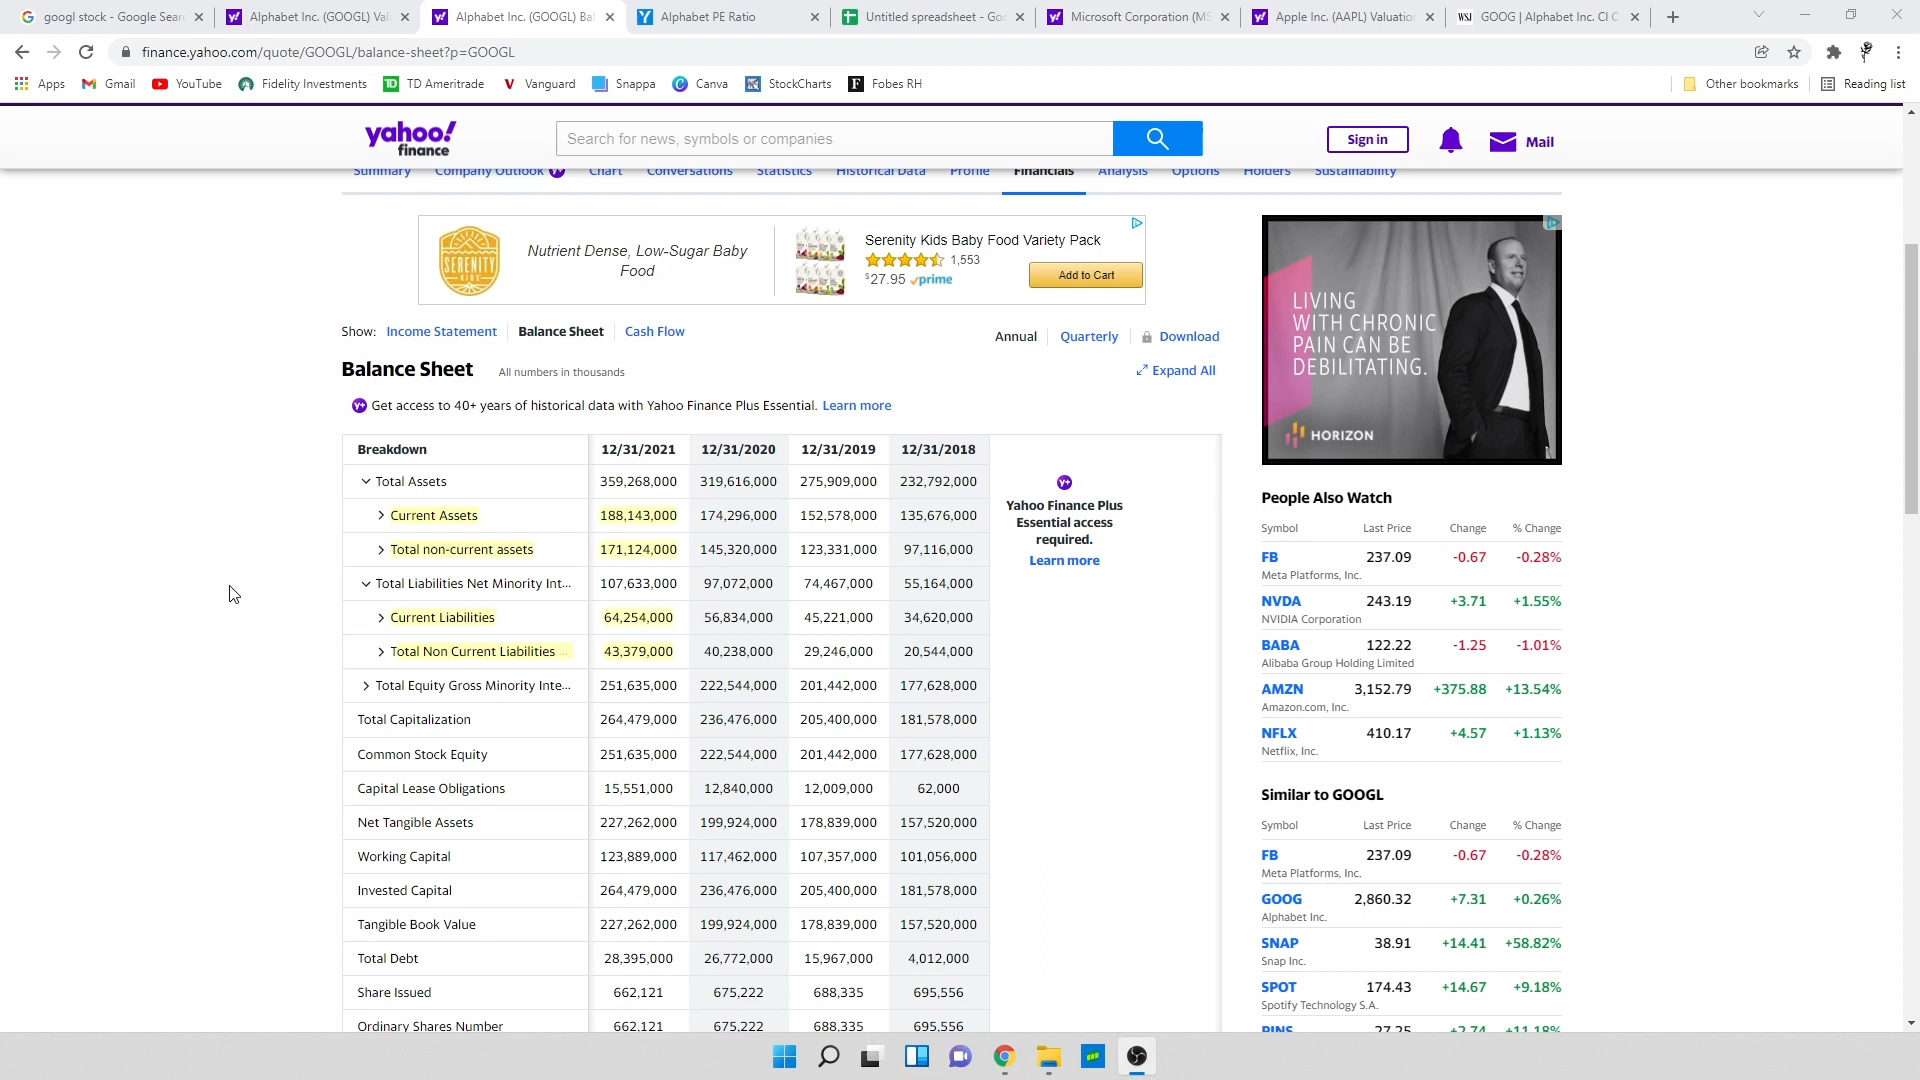 googl stock - Google Sear
Alphabet Inc. (GOOGL) Val
Alphabet Inc. (GOOGL) Bal
Alphabet PE Ratio
Untitled spreadsheet - Goo
Microsoft Corporation (MS
Apple Inc. (AAPL) Valuatio
WSJ GOOG | Alphabet Inc. Cl C
finance.yahoo.com/quote/GOOGL/balance-sheet?p=GOOGL
Apps Gmail YouTube Fidelity Investments TD Ameritrade Vanguard Snappa Canva StockCharts Fobes RH Other bookmarks Reading list
yahoo! finance
Search for news, symbols or companies
Sign in
Mail
Summary Company Outlook Chart Conversations Statistics Historical Data Profile Financials Analysis Options Holders Sustainability
SERENITY
KIDS
Nutrient Dense, Low-Sugar Baby
Food
Serenity Kids Baby Food Variety Pack
1,553
$27.95 prime
Add to Cart
Show: Income Statement Balance Sheet Cash Flow
Annual Quarterly Download
Balance Sheet All numbers in thousands
Expand All
Y+ Get access to 40+ years of historical data with Yahoo Finance Plus Essential. Learn more
Breakdown 12/31/2021 12/31/2020 12/31/2019 12/31/2018
Total Assets 359,268,000 319,616,000 275,909,000 232,792,000
Current Assets 188,143,000 174,296,000 152,578,000 135,676,000
Total non-current assets 171,124,000 145,320,000 123,331,000 97,116,000
Total Liabilities Net Minority Int... 107,633,000 97,072,000 74,467,000 55,164,000
Current Liabilities 64,254,000 56,834,000 45,221,000 34,620,000
Total Non Current Liabilities ... 43,379,000 40,238,000 29,246,000 20,544,000
Total Equity Gross Minority Inte... 251,635,000 222,544,000 201,442,000 177,628,000
Total Capitalization 264,479,000 236,476,000 205,400,000 181,578,000
Common Stock Equity 251,635,000 222,544,000 201,442,000 177,628,000
Capital Lease Obligations 15,551,000 12,840,000 12,009,000 62,000
Net Tangible Assets 227,262,000 199,924,000 178,839,000 157,520,000
Working Capital 123,889,000 117,462,000 107,357,000 101,056,000
Invested Capital 264,479,000 236,476,000 205,400,000 181,578,000
Tangible Book Value 227,262,000 199,924,000 178,839,000 157,520,000
Total Debt 28,395,000 26,772,000 15,967,000 4,012,000
Share Issued 662,121 675,222 688,335 695,556
Ordinary Shares Number 662,121 675,222 688,335 695,556
Y+
Yahoo Finance Plus
Essential access
required.
Learn more
LIVING
WITH CHRONIC
PAIN CAN BE
DEBILITATING.
HORIZON
People Also Watch
Symbol Last Price Change % Change
FB 237.09 -0.67 -0.28%
Meta Platforms, Inc.
NVDA 243.19 +3.71 +1.55%
NVIDIA Corporation
BABA 122.22 -1.25 -1.01%
Alibaba Group Holding Limited
AMZN 3,152.79 +375.88 +13.54%
Amazon.com, Inc.
NFLX 410.17 +4.57 +1.13%
Netflix, Inc.
Similar to GOOGL
Symbol Last Price Change % Change
FB 237.09 -0.67 -0.28%
Meta Platforms, Inc.
GOOG 2,860.32 +7.31 +0.26%
Alphabet Inc.
SNAP 38.91 +14.41 +58.82%
Snap Inc.
SPOT 174.43 +14.67 +9.18%
Spotify Technology S.A.
PINS 27.25 +2.74 +11.18%